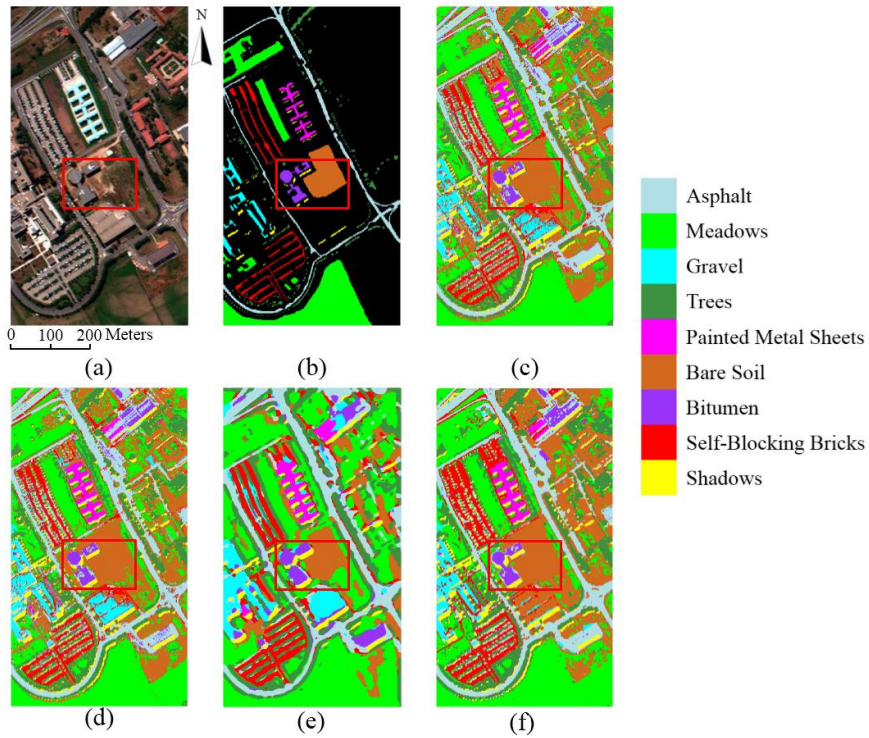 N
0 100 200 Meters
(a)
(b)
(c)
Asphalt
Meadows
Gravel
Trees
Painted Metal Sheets
Bare Soil
Bitumen
Self-Blocking Bricks
Shadows
(d)
(e)
(f)